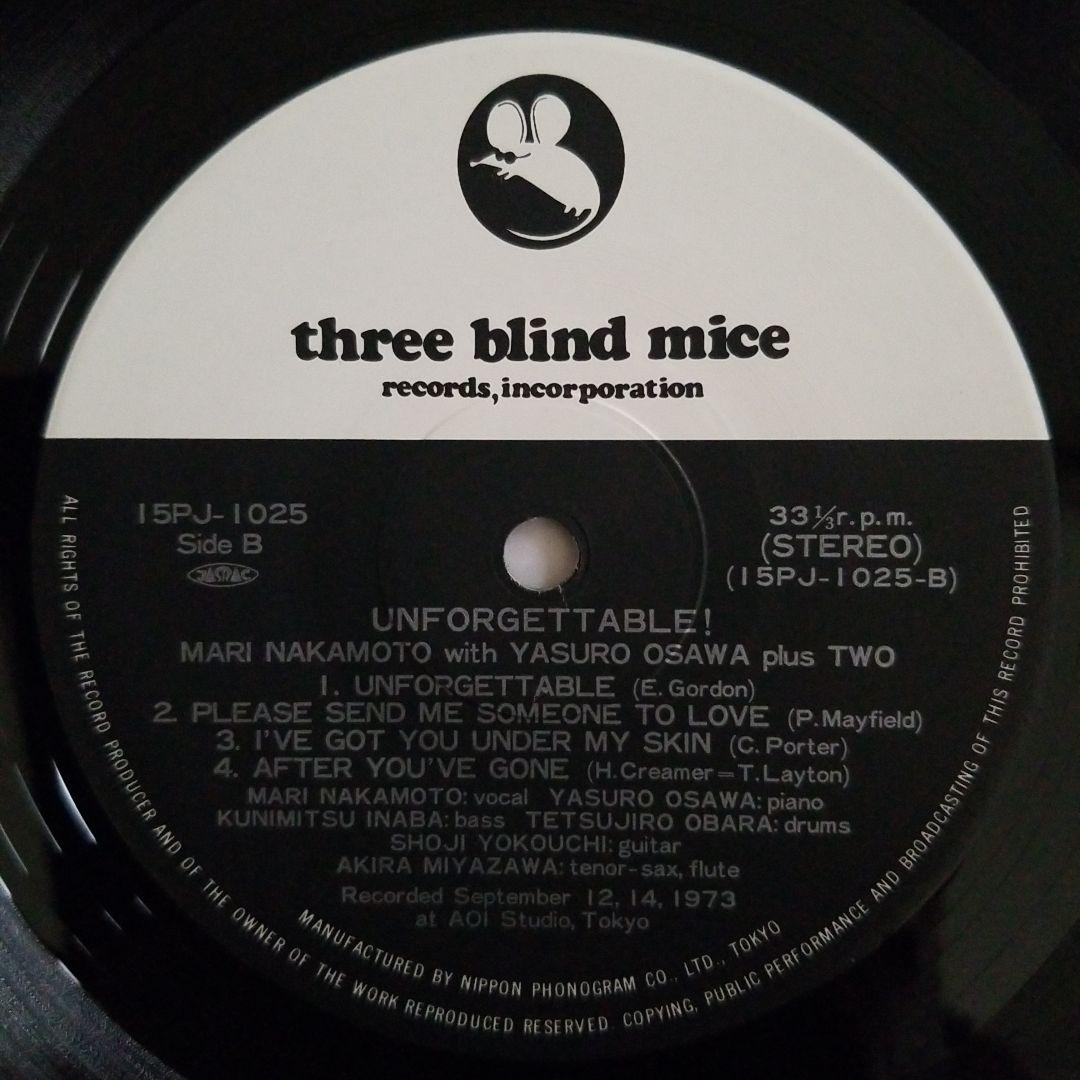 three blind mice
records, incorporation
15PJ-1025
Side B
JASRAC
33 1/3 r.p.m.
(STEREO)
(15PJ-1025-B)
UNFORGETTABLE!
MARI NAKAMOTO with YASURO OSAWA plus TWO
1. UNFORGETTABLE (E. Gordon)
2. PLEASE SEND ME SOMEONE TO LOVE (P. Mayfield)
3. I'VE GOT YOU UNDER MY SKIN (C. Porter)
4. AFTER YOU'VE GONE (H. Creamer=T. Layton)
MARI NAKAMOTO: vocal YASURO OSAWA: piano
KUNIMITSU INABA: bass TETSUJIRO OBARA: drums
SHOJI YOKOUCHI: guitar
AKIRA MIYAZAWA: tenor-sax, flute
Recorded September 12, 14, 1973
at AOI Studio, Tokyo
MANUFACTURED BY NIPPON PHONOGRAM CO., LTD., TOKYO
ALL RIGHTS OF THE RECORD PRODUCER AND OF THE OWNER OF THE WORK REPRODUCED RESERVED. COPYING, PUBLIC PERFORMANCE AND BROADCASTING OF THIS RECORD PROHIBITED